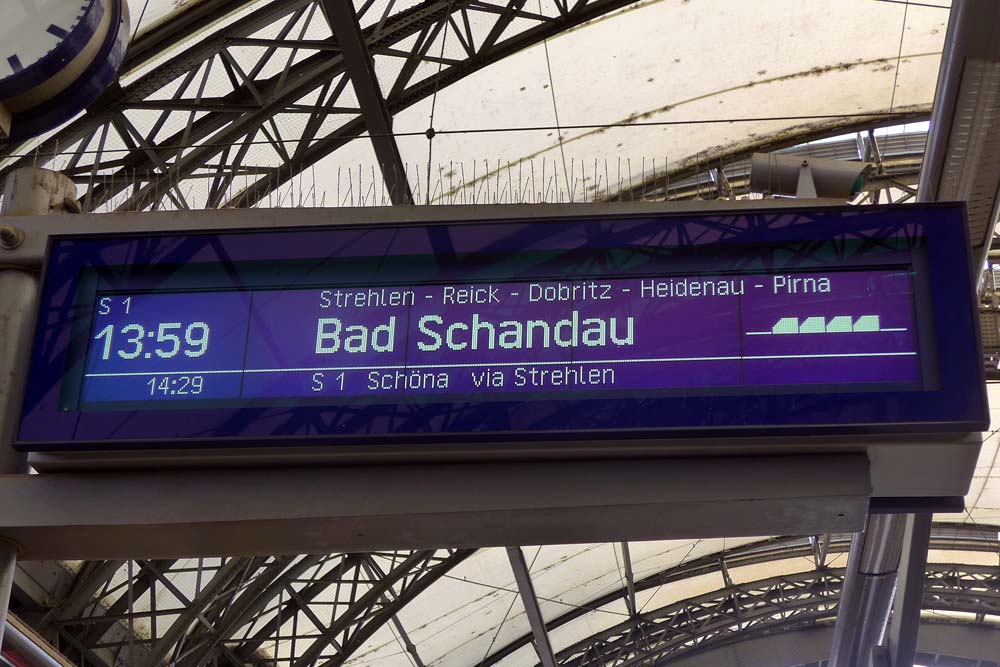 S 1
Strehlen - Reick - Dobritz - Heidenau - Pirna
13:59
Bad Schandau
14:29 S 1 Schöna via Strehlen